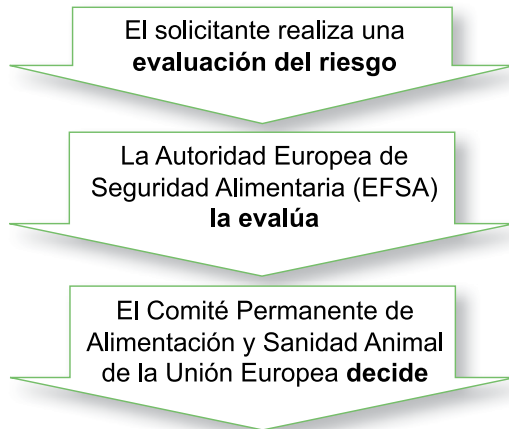 El solicitante realiza una
evaluación del riesgo
La Autoridad Europea de
Seguridad Alimentaria (EFSA)
la evalúa
El Comité Permanente de
Alimentación y Sanidad Animal
de la Unión Europea decide